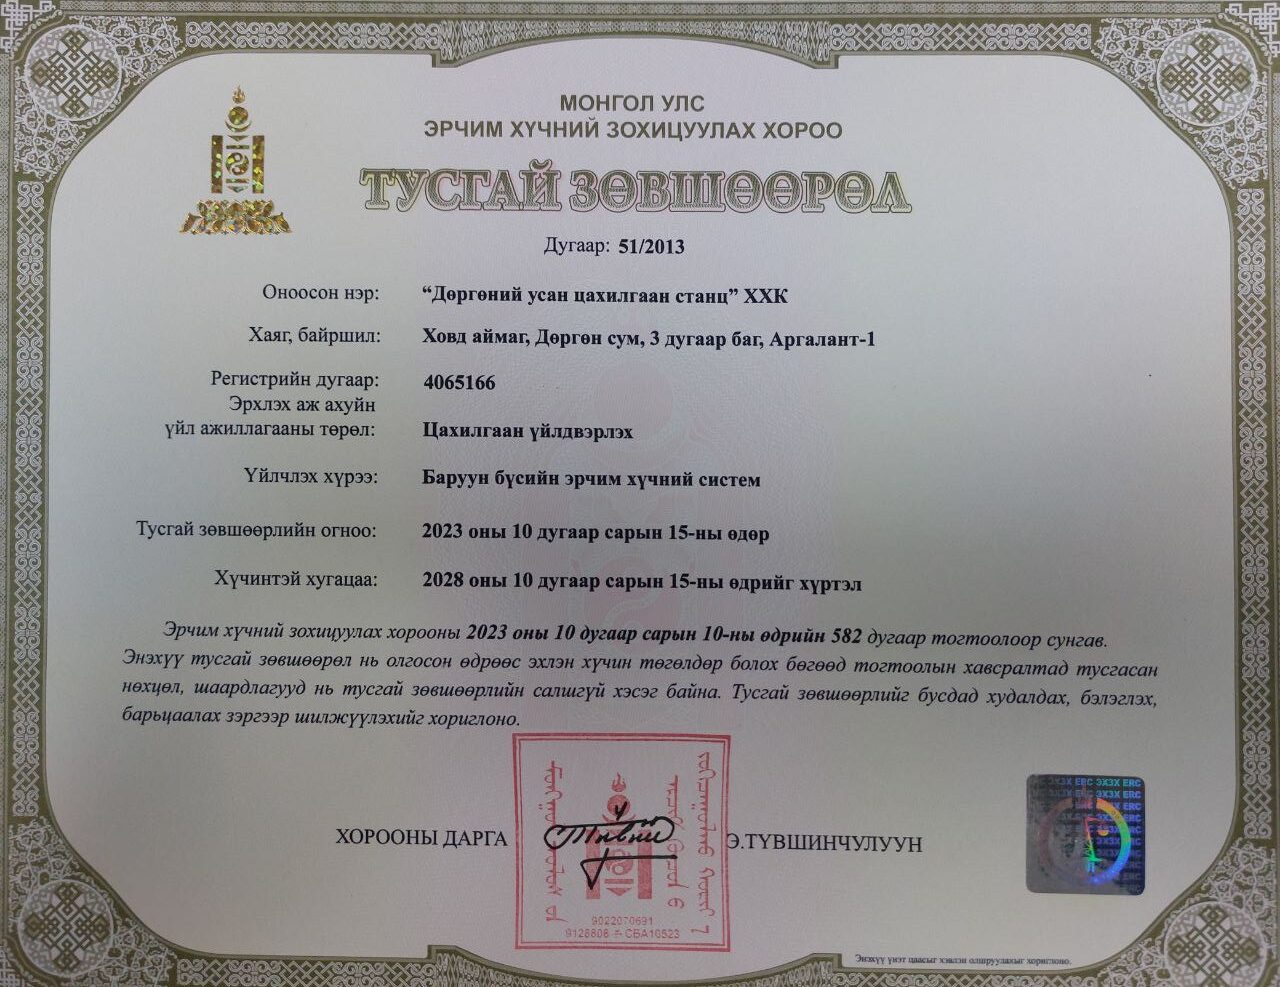 МОНГОЛ УЛС
ЭРЧИМ ХҮЧНИЙ ЗОХИЦУУЛАХ ХОРОО
ТУСГАЙ ЗӨВШӨӨРӨЛ
Дугаар: 51/2013
Оноосон нэр: “Дөргөний усан цахилгаан станц” ХХК
Хаяг, байршил: Ховд аймаг, Дөргөн сум, 3 дугаар баг, Аргалант-1
Регистрийн дугаар: 4065166
Эрхлэх аж ахуйн
үйл ажиллагааны төрөл: Цахилгаан үйлдвэрлэх
Үйлчлэх хүрээ: Баруун бүсийн эрчим хүчний систем
Тусгай зөвшөөрлийн огноо: 2023 оны 10 дугаар сарын 15-ны өдөр
Хүчинтэй хугацаа: 2028 оны 10 дугаар сарын 15-ны өдрийг хүртэл
Эрчим хүчний зохицуулах хорооны 2023 оны 10 дугаар сарын 10-ны өдрийн 582 дугаар тогтоолоор сунгав.
Энэхүү тусгай зөвшөөрөл нь олгосон өдрөөс эхлэн хүчин төгөлдөр болох бөгөөд тогтоолын хавсралтад тусгасан
нөхцөл, шаардлагууд нь тусгай зөвшөөрлийн салшгүй хэсэг байна. Тусгай зөвшөөрлийг бусдад худалдах, бэлэглэх,
барьцаалах зэргээр шилжүүлэхийг хориглоно.
ХОРООНЫ ДАРГА Э.ТҮВШИНЧУЛУУН
9022070691
ЭХЗХ ERC ЭХЗХ ERC
Энэхүү үнэт цаасыг хэвлэн олшруулахыг хориглоно.